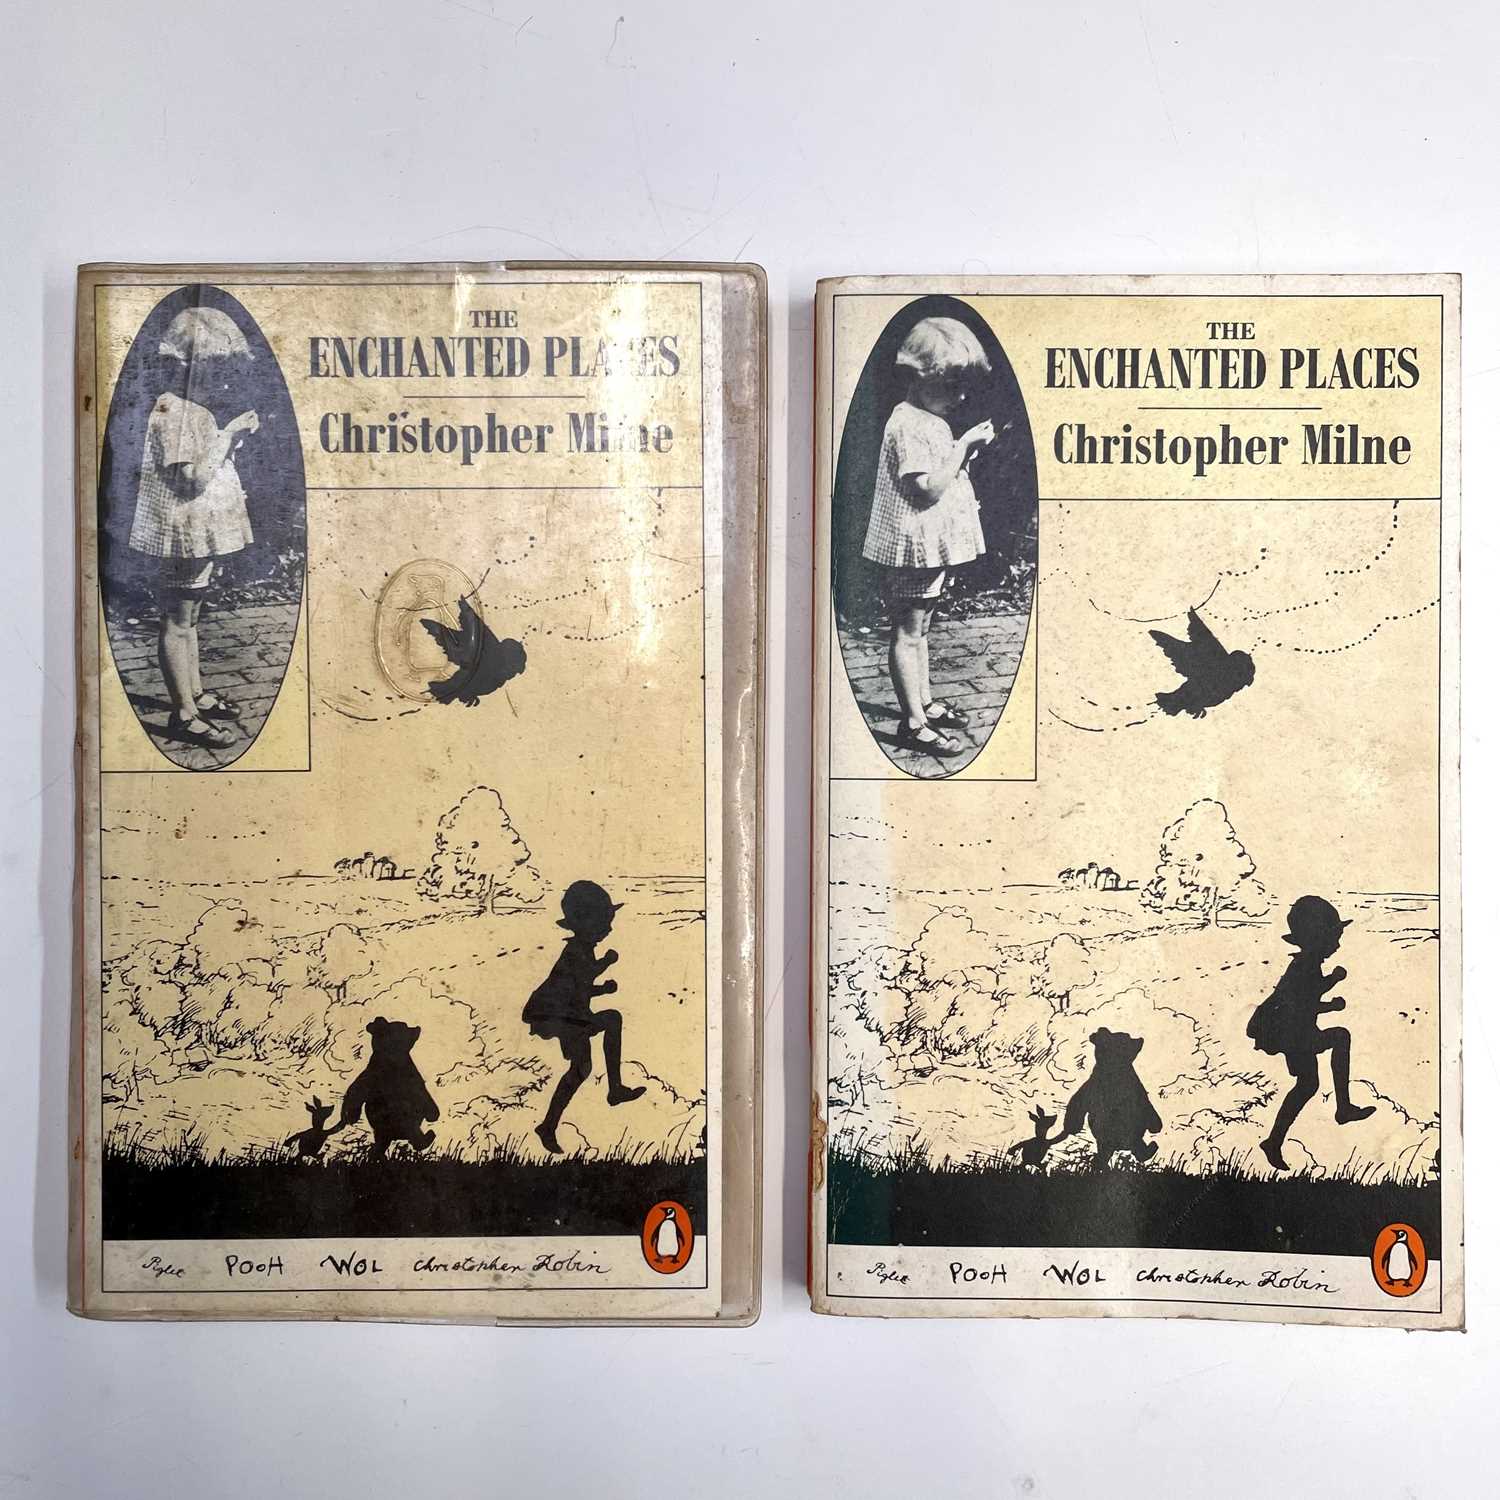 THE
ENCHANTED PLACES
Christopher Milne
Piglet POOH WOL Christopher Robin
THE
ENCHANTED PLACES
Christopher Milne
Piglet POOH WOL Christopher Robin